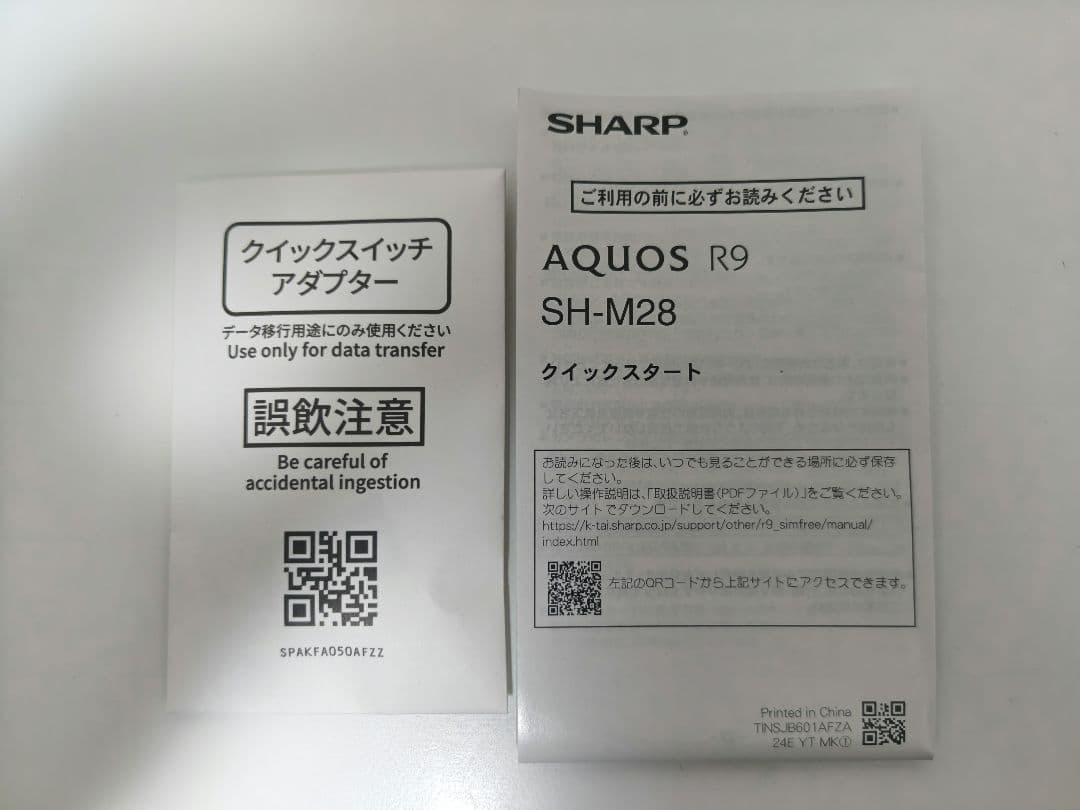 クイックスイッチ
アダプター
データ移行用途にのみ使用ください
Use only for data transfer
誤飲注意
Be careful of
accidental ingestion
SPAKFA050AFZZ
SHARP
ご利用の前に必ずお読みください
AQUOS R9
SH-M28
クイックスタート
お読みになった後は、いつでも見ることができる場所に必ず保存
してください。
詳しい操作説明は、「取扱説明書(PDFファイル)」をご覧ください。
次のサイトでダウンロードしてください。
https://k-tai.sharp.co.jp/support/other/r9_simfree/manual/
index.html
左記のQRコードから上記サイトにアクセスできます。
Printed in China
TINSJB601AFZA
24E YT MK①